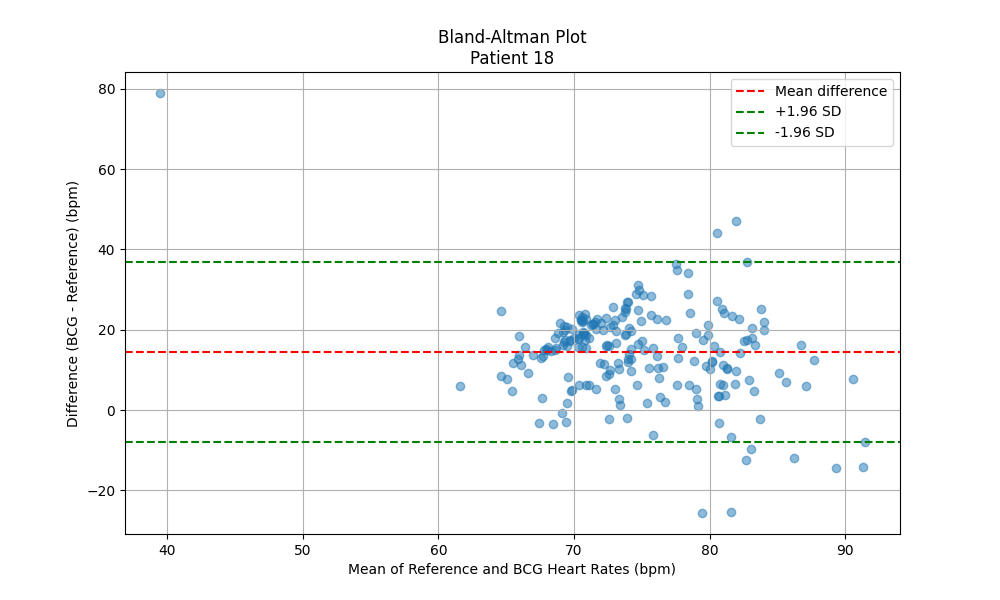 Bland-Altman Plot
Patient 18
Mean difference
+1.96 SD
-1.96 SD
Difference (BCG - Reference) (bpm)
80
60
40
20
0
−20
40
50
60
70
80
90
Mean of Reference and BCG Heart Rates (bpm)